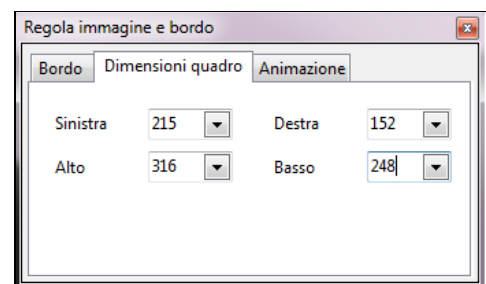 Regola immagine e bordo
Bordo Dimensioni quadro Animazione
Sinistra 215 Destra 152
Alto 316 Basso 248